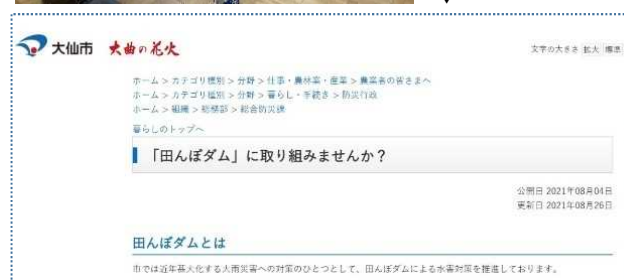 大仙市 大曲の花火
文字の大きさ 拡大 標準
ホーム > カテゴリ種別 > 分野 > 仕事・農林業・産業 > 農業者の皆さまへ
ホーム > カテゴリ種別 > 分野 > 暮らし・手続き > 防災行政
ホーム > 組織 > 総務部 > 総合防災課
暮らしのトップへ
「田んぼダム」に取り組みませんか？
公開日 2021年08月04日
更新日 2021年08月26日
田んぼダムとは
市では近年甚大化する大雨災害への対策のひとつとして、田んぼダムによる水害対策を推進しております。